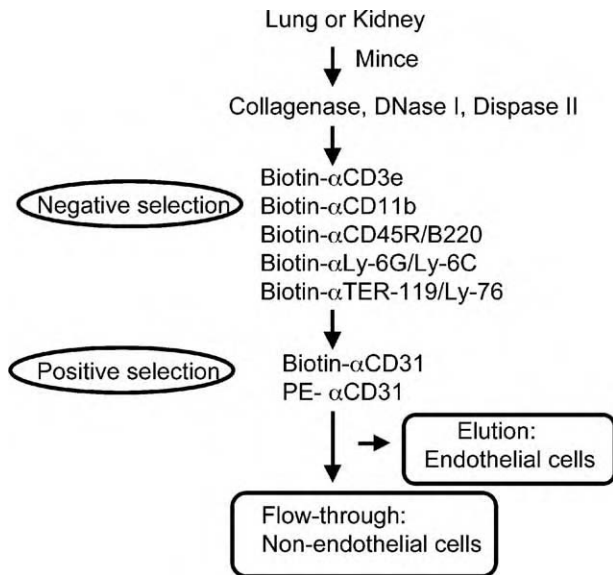 Lung or Kidney
Mince
Collagenase, DNase I, Dispase II
Negative selection
Biotin-αCD3e
Biotin-αCD11b
Biotin-αCD45R/B220
Biotin-αLy-6G/Ly-6C
Biotin-αTER-119/Ly-76
Positive selection
Biotin-αCD31
PE- αCD31
Elution:
Endothelial cells
Flow-through:
Non-endothelial cells